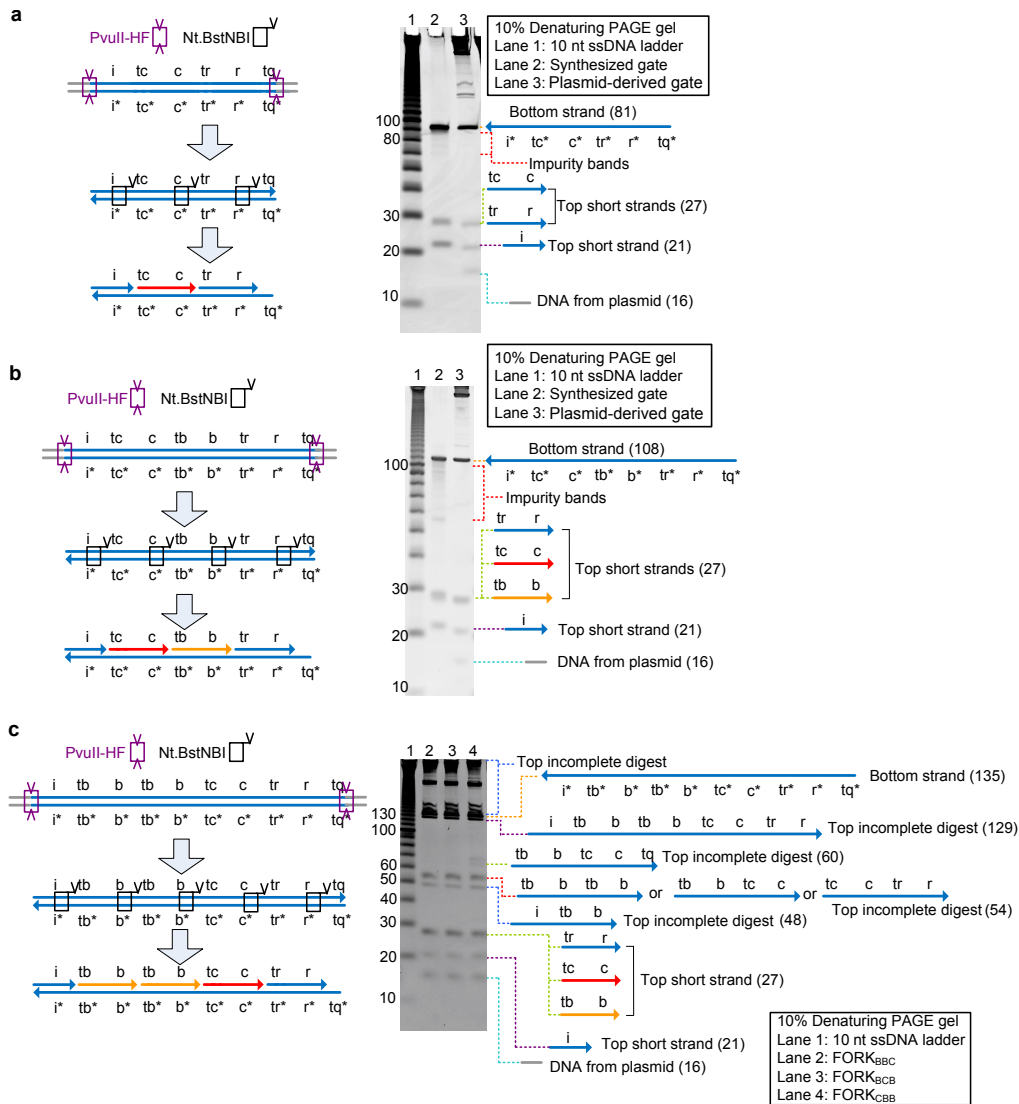 a
PvuII-HF Nt.BstNBI
i tc c tr r tq
i* tc* c* tr* r* tq*
i tc c tr r tq
i* tc* c* tr* r* tq*
i tc c tr r
i* tc* c* tr* r* tq*
1 2 3
100
80
30
20
10
10% Denaturing PAGE gel
Lane 1: 10 nt ssDNA ladder
Lane 2: Synthesized gate
Lane 3: Plasmid-derived gate
Bottom strand (81)
i* tc* c* tr* r* tq*
Impurity bands
tc c
tr r
Top short strands (27)
i
Top short strand (21)
DNA from plasmid (16)
b
PvuII-HF Nt.BstNBI
i tc c tb b tr r tq
i* tc* c* tb* b* tr* r* tq*
i tc c tb b tr r tq
i* tc* c* tb* b* tr* r* tq*
i tc c tb b tr r
i* tc* c* tb* b* tr* r* tq*
1 2 3
100
30
20
10
10% Denaturing PAGE gel
Lane 1: 10 nt ssDNA ladder
Lane 2: Synthesized gate
Lane 3: Plasmid-derived gate
Bottom strand (108)
i* tc* c* tb* b* tr* r* tq*
Impurity bands
tr r
tc c
tb b
Top short strands (27)
i
Top short strand (21)
DNA from plasmid (16)
c
PvuII-HF Nt.BstNBI
i tb b tb b tc c tr r tq
i* tb* b* tb* b* tc* c* tr* r* tq*
i tb b tb b tc c tr r tq
i* tb* b* tb* b* tc* c* tr* r* tq*
i tb b tb b tc c tr r
i* tb* b* tb* b* tc* c* tr* r* tq*
1 2 3 4
130
100
60
50
40
30
20
10
Top incomplete digest
Bottom strand (135)
i* tb* b* tb* b* tc* c* tr* r* tq*
i tb b tb b tc c tr r
Top incomplete digest (129)
tb b tc c tq
Top incomplete digest (60)
tb b tb b or tb b tc c or tc c tr r
Top incomplete digest (54)
i tb b
Top incomplete digest (48)
tr r
tc c
tb b
Top short strand (27)
i
Top short strand (21)
DNA from plasmid (16)
10% Denaturing PAGE gel
Lane 1: 10 nt ssDNA ladder
Lane 2: FORKBBC
Lane 3: FORKBCB
Lane 4: FORKCBB